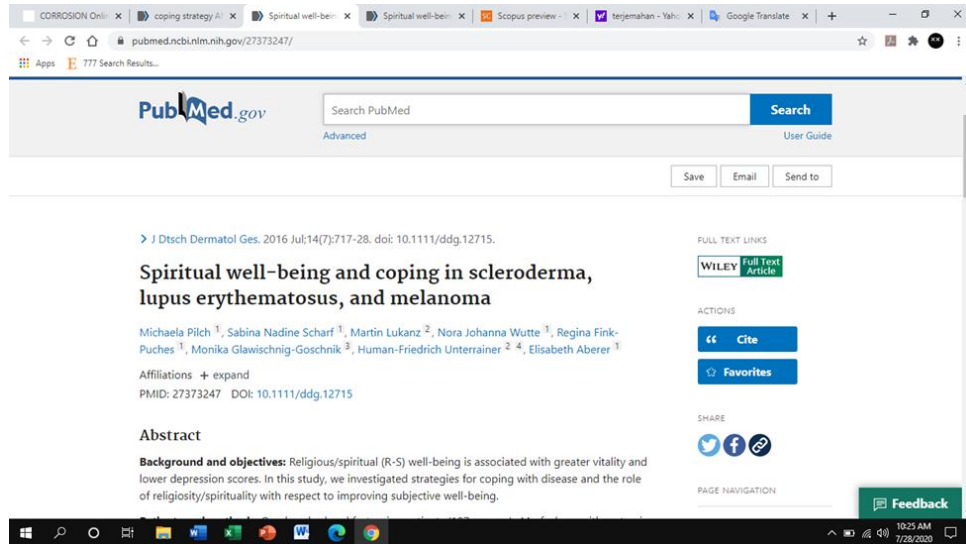 CORROSION Onlin
coping strategy A
Spiritual well-bein
Spiritual well-bein
Scopus preview -
terjemahan - Yaho
Google Translate
pubmed.ncbi.nlm.nih.gov/27373247/
Apps
777 Search Results...
PubMed.gov
Search PubMed
Search
Advanced
User Guide
Save
Email
Send to
J Dtsch Dermatol Ges. 2016 Jul;14(7):717-28. doi: 10.1111/ddg.12715.
Spiritual well-being and coping in scleroderma,
lupus erythematosus, and melanoma
Michaela Pilch 1, Sabina Nadine Scharf 1, Martin Lukanz 2, Nora Johanna Wutte 1, Regina Fink-
Puches 1, Monika Glawischnig-Goschnik 3, Human-Friedrich Unterrainer 2 4, Elisabeth Aberer 1
Affiliations + expand
PMID: 27373247 DOI: 10.1111/ddg.12715
Abstract
Background and objectives: Religious/spiritual (R-S) well-being is associated with greater vitality and
lower depression scores. In this study, we investigated strategies for coping with disease and the role
of religiosity/spirituality with respect to improving subjective well-being.
FULL TEXT LINKS
WILEY Full Text
Article
ACTIONS
Cite
Favorites
SHARE
PAGE NAVIGATION
Feedback
10:25 AM
7/28/2020